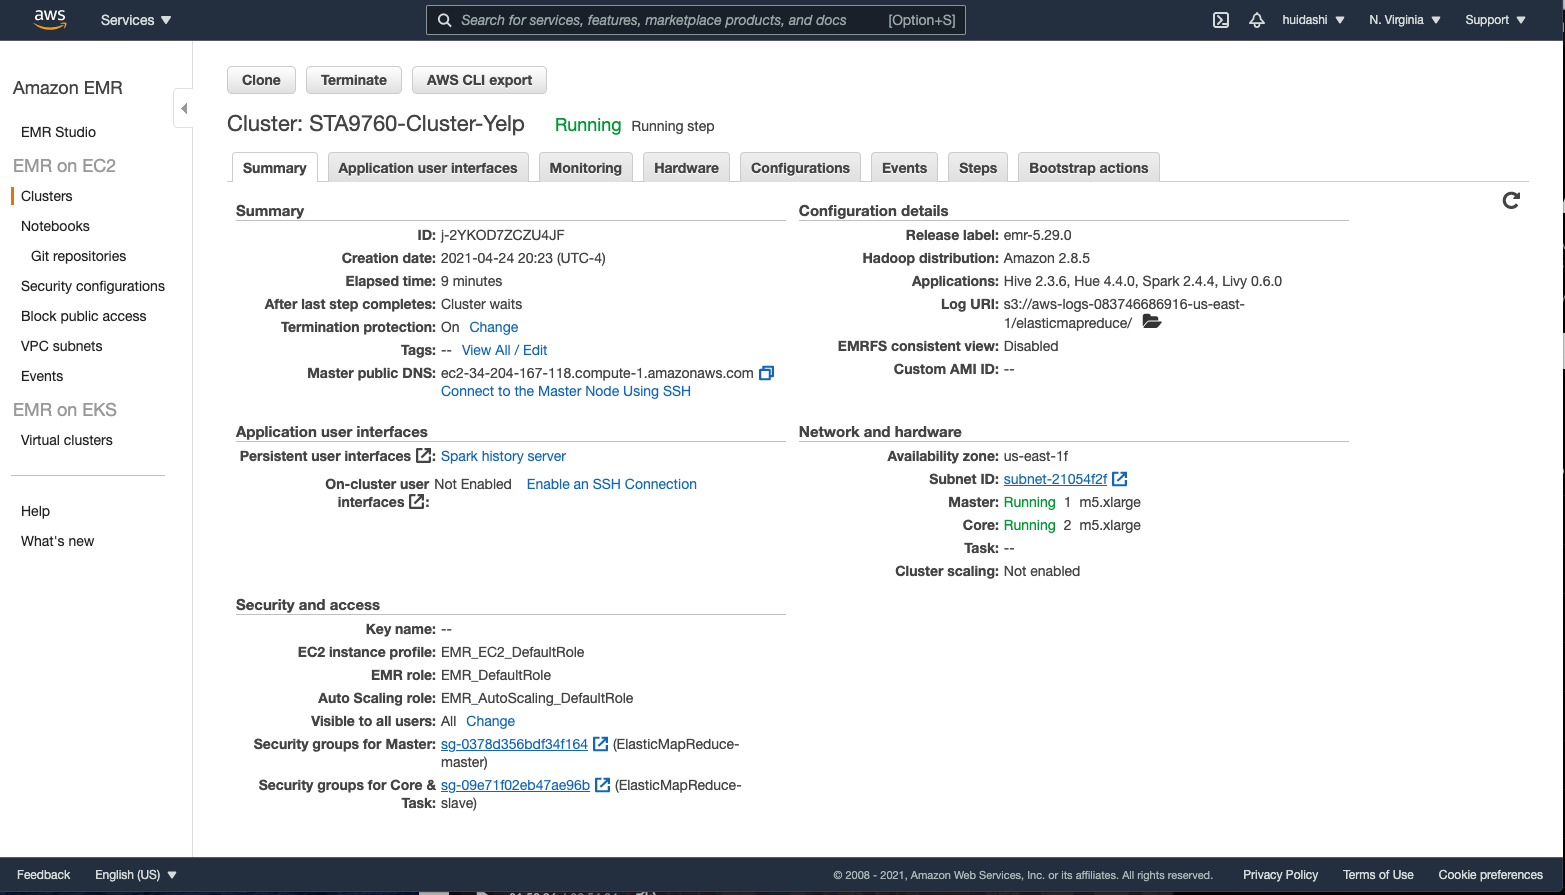 aws Services Search for services, features, marketplace products, and docs [Option+S] huidashi N. Virginia Support
Amazon EMR
EMR Studio
EMR on EC2
Clusters
Notebooks
Git repositories
Security configurations
Block public access
VPC subnets
Events
EMR on EKS
Virtual clusters
Help
What's new
Clone Terminate AWS CLI export
Cluster: STA9760-Cluster-Yelp Running Running step
Summary Application user interfaces Monitoring Hardware Configurations Events Steps Bootstrap actions
Summary
ID: j-2YKOD7ZCZU4JF
Creation date: 2021-04-24 20:23 (UTC-4)
Elapsed time: 9 minutes
After last step completes: Cluster waits
Termination protection: On Change
Tags: -- View All / Edit
Master public DNS: ec2-34-204-167-118.compute-1.amazonaws.com
Connect to the Master Node Using SSH
Configuration details
Release label: emr-5.29.0
Hadoop distribution: Amazon 2.8.5
Applications: Hive 2.3.6, Hue 4.4.0, Spark 2.4.4, Livy 0.6.0
Log URI: s3://aws-logs-083746686916-us-east-
1/elasticmapreduce/
EMRFS consistent view: Disabled
Custom AMI ID: --
Application user interfaces
Persistent user interfaces : Spark history server
On-cluster user Not Enabled Enable an SSH Connection
interfaces :
Network and hardware
Availability zone: us-east-1f
Subnet ID: subnet-21054f2f
Master: Running 1 m5.xlarge
Core: Running 2 m5.xlarge
Task: --
Cluster scaling: Not enabled
Security and access
Key name: --
EC2 instance profile: EMR_EC2_DefaultRole
EMR role: EMR_DefaultRole
Auto Scaling role: EMR_AutoScaling_DefaultRole
Visible to all users: All Change
Security groups for Master: sg-0378d356bdf34f164 (ElasticMapReduce-
master)
Security groups for Core & sg-09e71f02eb47ae96b (ElasticMapReduce-
Task: slave)
Feedback English (US) © 2008 - 2021, Amazon Web Services, Inc. or its affiliates. All rights reserved. Privacy Policy Terms of Use Cookie preferences